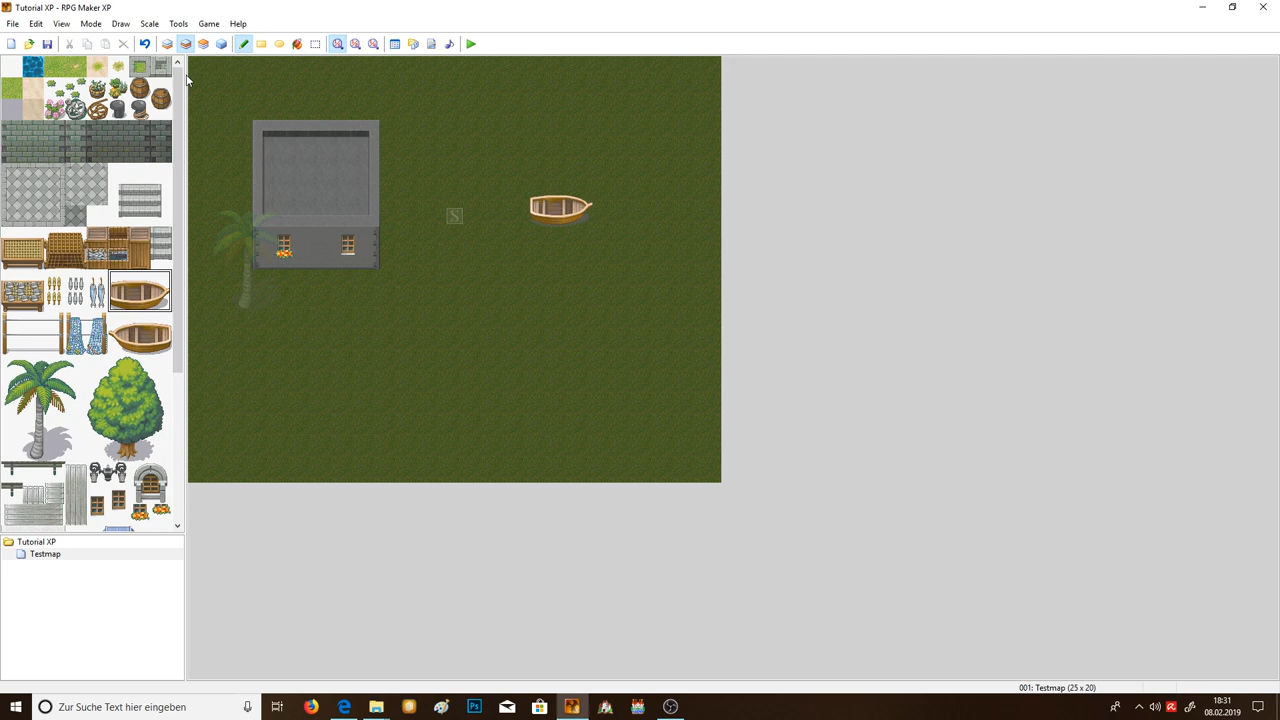 Tutorial XP - RPG Maker XP
File Edit View Mode Draw Scale Tools Game Help
S
Tutorial XP
Testmap
001: Testmap (25 x 20)
Zur Suche Text hier eingeben
Ps
18:31
08.02.2019